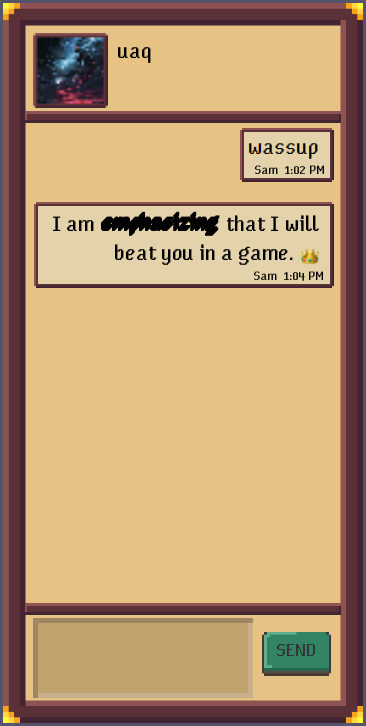 uaq
wassup
Sam 1:02 PM
I am emphasizing that I will
beat you in a game. 👑
Sam 1:04 PM
SEND